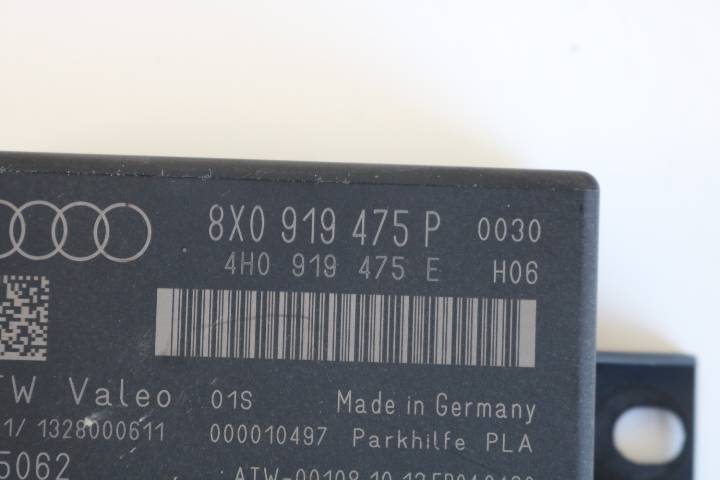 8X0 919 475 P 0030
4H0 919 475 E H06
TW Valeo 01S Made in Germany
1/ 1328000611 000010497 Parkhilfe PLA
5062